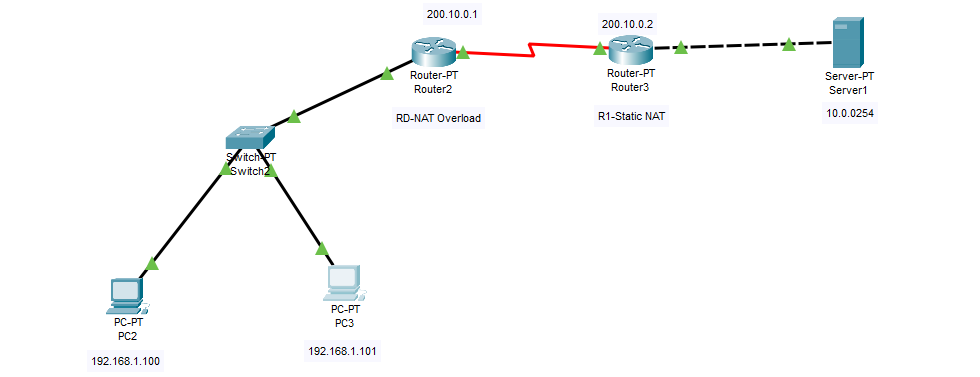 200.10.0.1
200.10.0.2
Router-PT
Router2
Router-PT
Router3
Server-PT
Server1
RD-NAT Overload
R1-Static NAT
10.0.0254
Switch-PT
Switch2
PC-PT
PC2
PC-PT
PC3
192.168.1.100
192.168.1.101